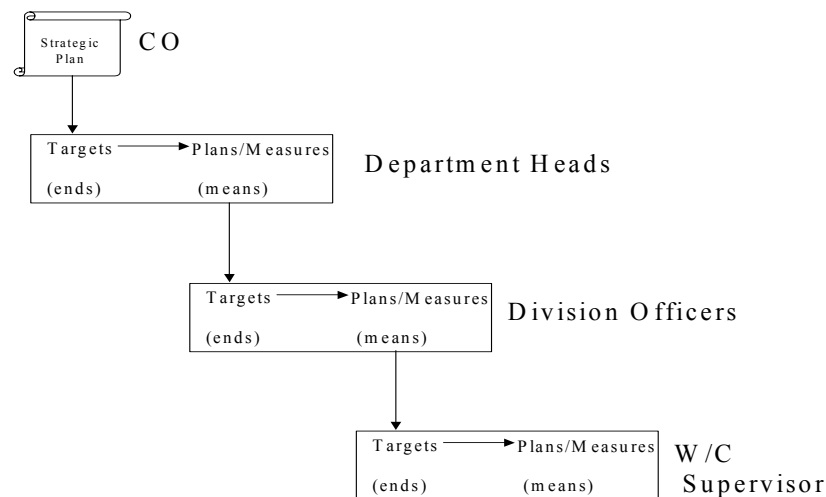 Strategic
Plan
CO
Targets Plans/Measures
(ends) (means)
Department Heads
Targets Plans/Measures
(ends) (means)
Division Officers
Targets Plans/Measures
(ends) (means)
W/C
Supervisor